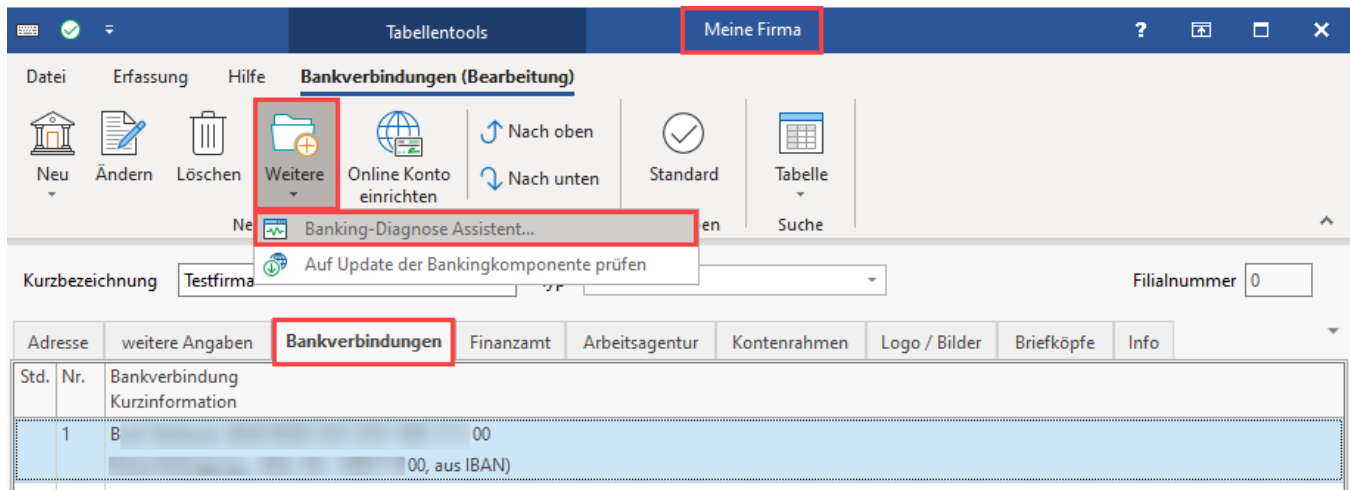 Tabellentools
Meine Firma
?
Datei Erfassung Hilfe Bankverbindungen (Bearbeitung)
Neu
Ändern
Löschen
Weitere
Online Konto
einrichten
Nach oben
Nach unten
Standard
Tabelle
Ne
en
Suche
Banking-Diagnose Assistent...
Auf Update der Bankingkomponente prüfen
Kurzbezeichnung Testfirma
Filialnummer 0
Adresse weitere Angaben Bankverbindungen Finanzamt Arbeitsagentur Kontenrahmen Logo / Bilder Briefköpfe Info
Std. Nr. Bankverbindung
Kurzinformation
1 B 00
00, aus IBAN)